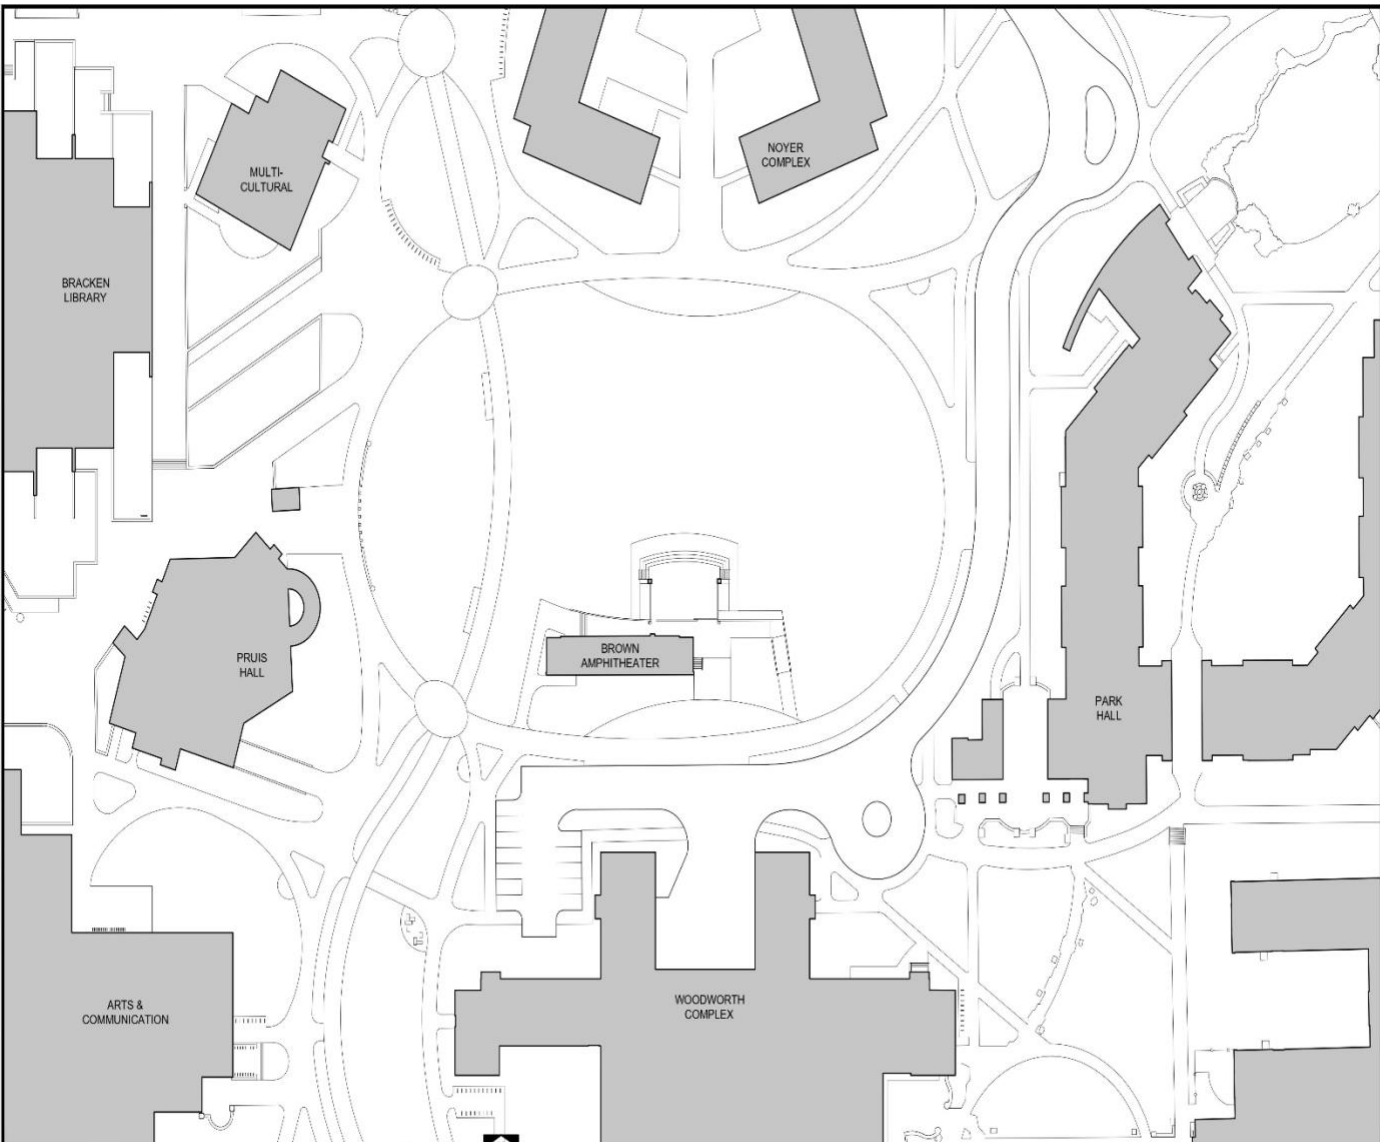 MULTI-
CULTURAL
NOYER
COMPLEX
BRACKEN
LIBRARY
BROWN
AMPHITHEATER
PRUIS
HALL
PARK
HALL
ARTS &
COMMUNICATION
WOODWORTH
COMPLEX